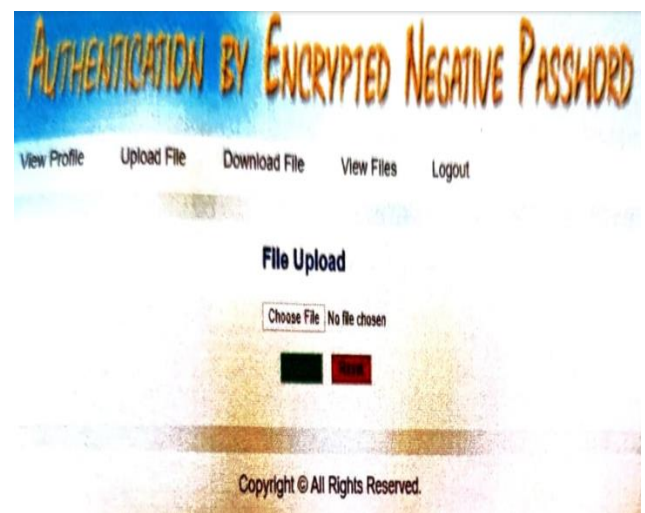 AUTHENTICATION BY ENCRYPTED NEGATIVE PASSWORD
View Profile Upload File Download File View Files Logout
File Upload
Choose File No file chosen
Reset
Copyright © All Rights Reserved.